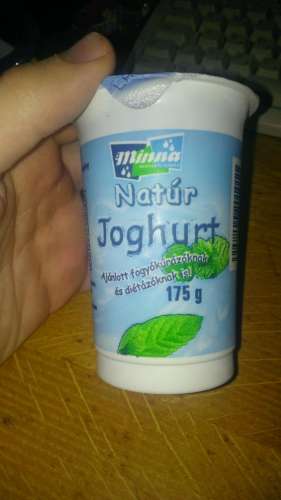 Minna
Natúr
Joghurt
Ajánlott fogyókúrázóknak
és diétázóknak is!
175 g